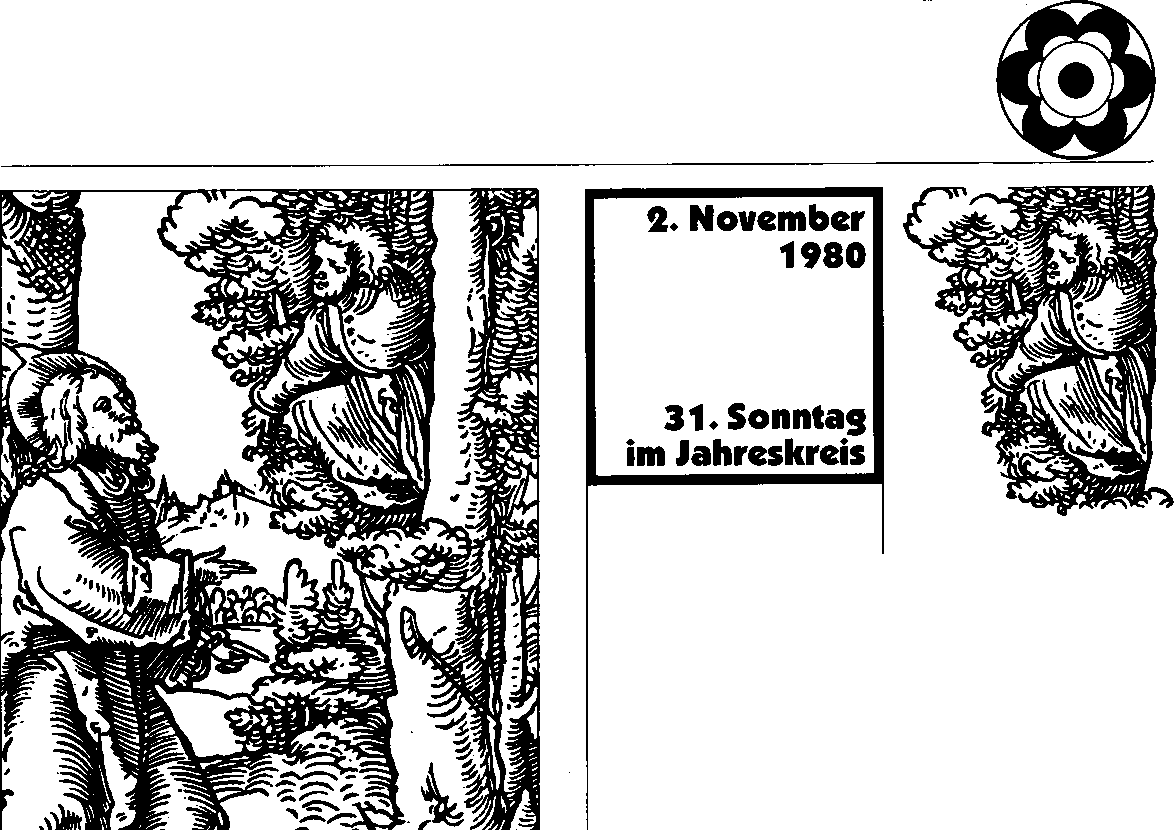 2. November
1980
31. Sonntag
im Jahreskreis